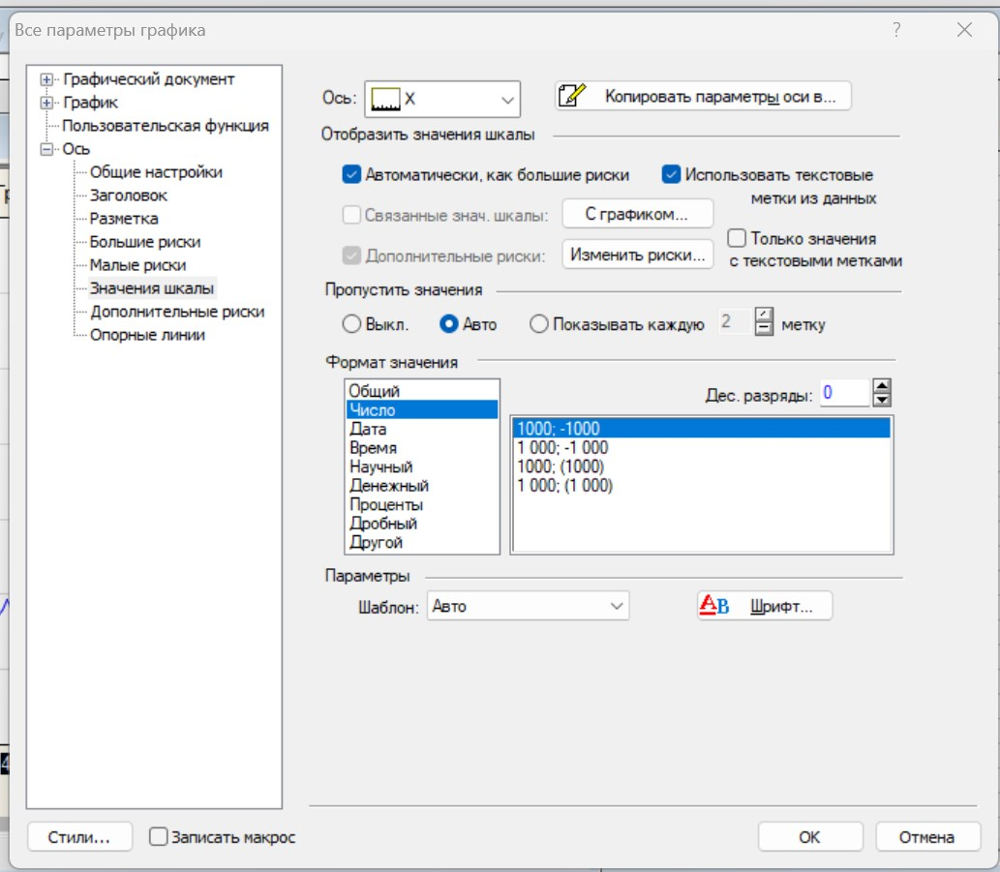 Все параметры графика
Графический документ
График
Пользовательская функция
Ось
Общие настройки
Заголовок
Разметка
Большие риски
Малые риски
Значения шкалы
Дополнительные риски
Опорные линии
Ось: X
Копировать параметры оси в...
Отобразить значения шкалы
Автоматически, как большие риски
Использовать текстовые
метки из данных
Связанные знач. шкалы:
С графиком...
Только значения
с текстовыми метками
Дополнительные риски:
Изменить риски...
Пропустить значения
Выкл.
Авто
Показывать каждую 2 метку
Формат значения
Общий
Число
Дата
Время
Научный
Денежный
Проценты
Дробный
Другой
Дес. разряды: 0
1000; -1000
1 000; -1 000
1000; (1000)
1 000; (1 000)
Параметры
Шаблон: Авто
AB Шрифт...
Стили...
Записать макрос
OK
Отмена